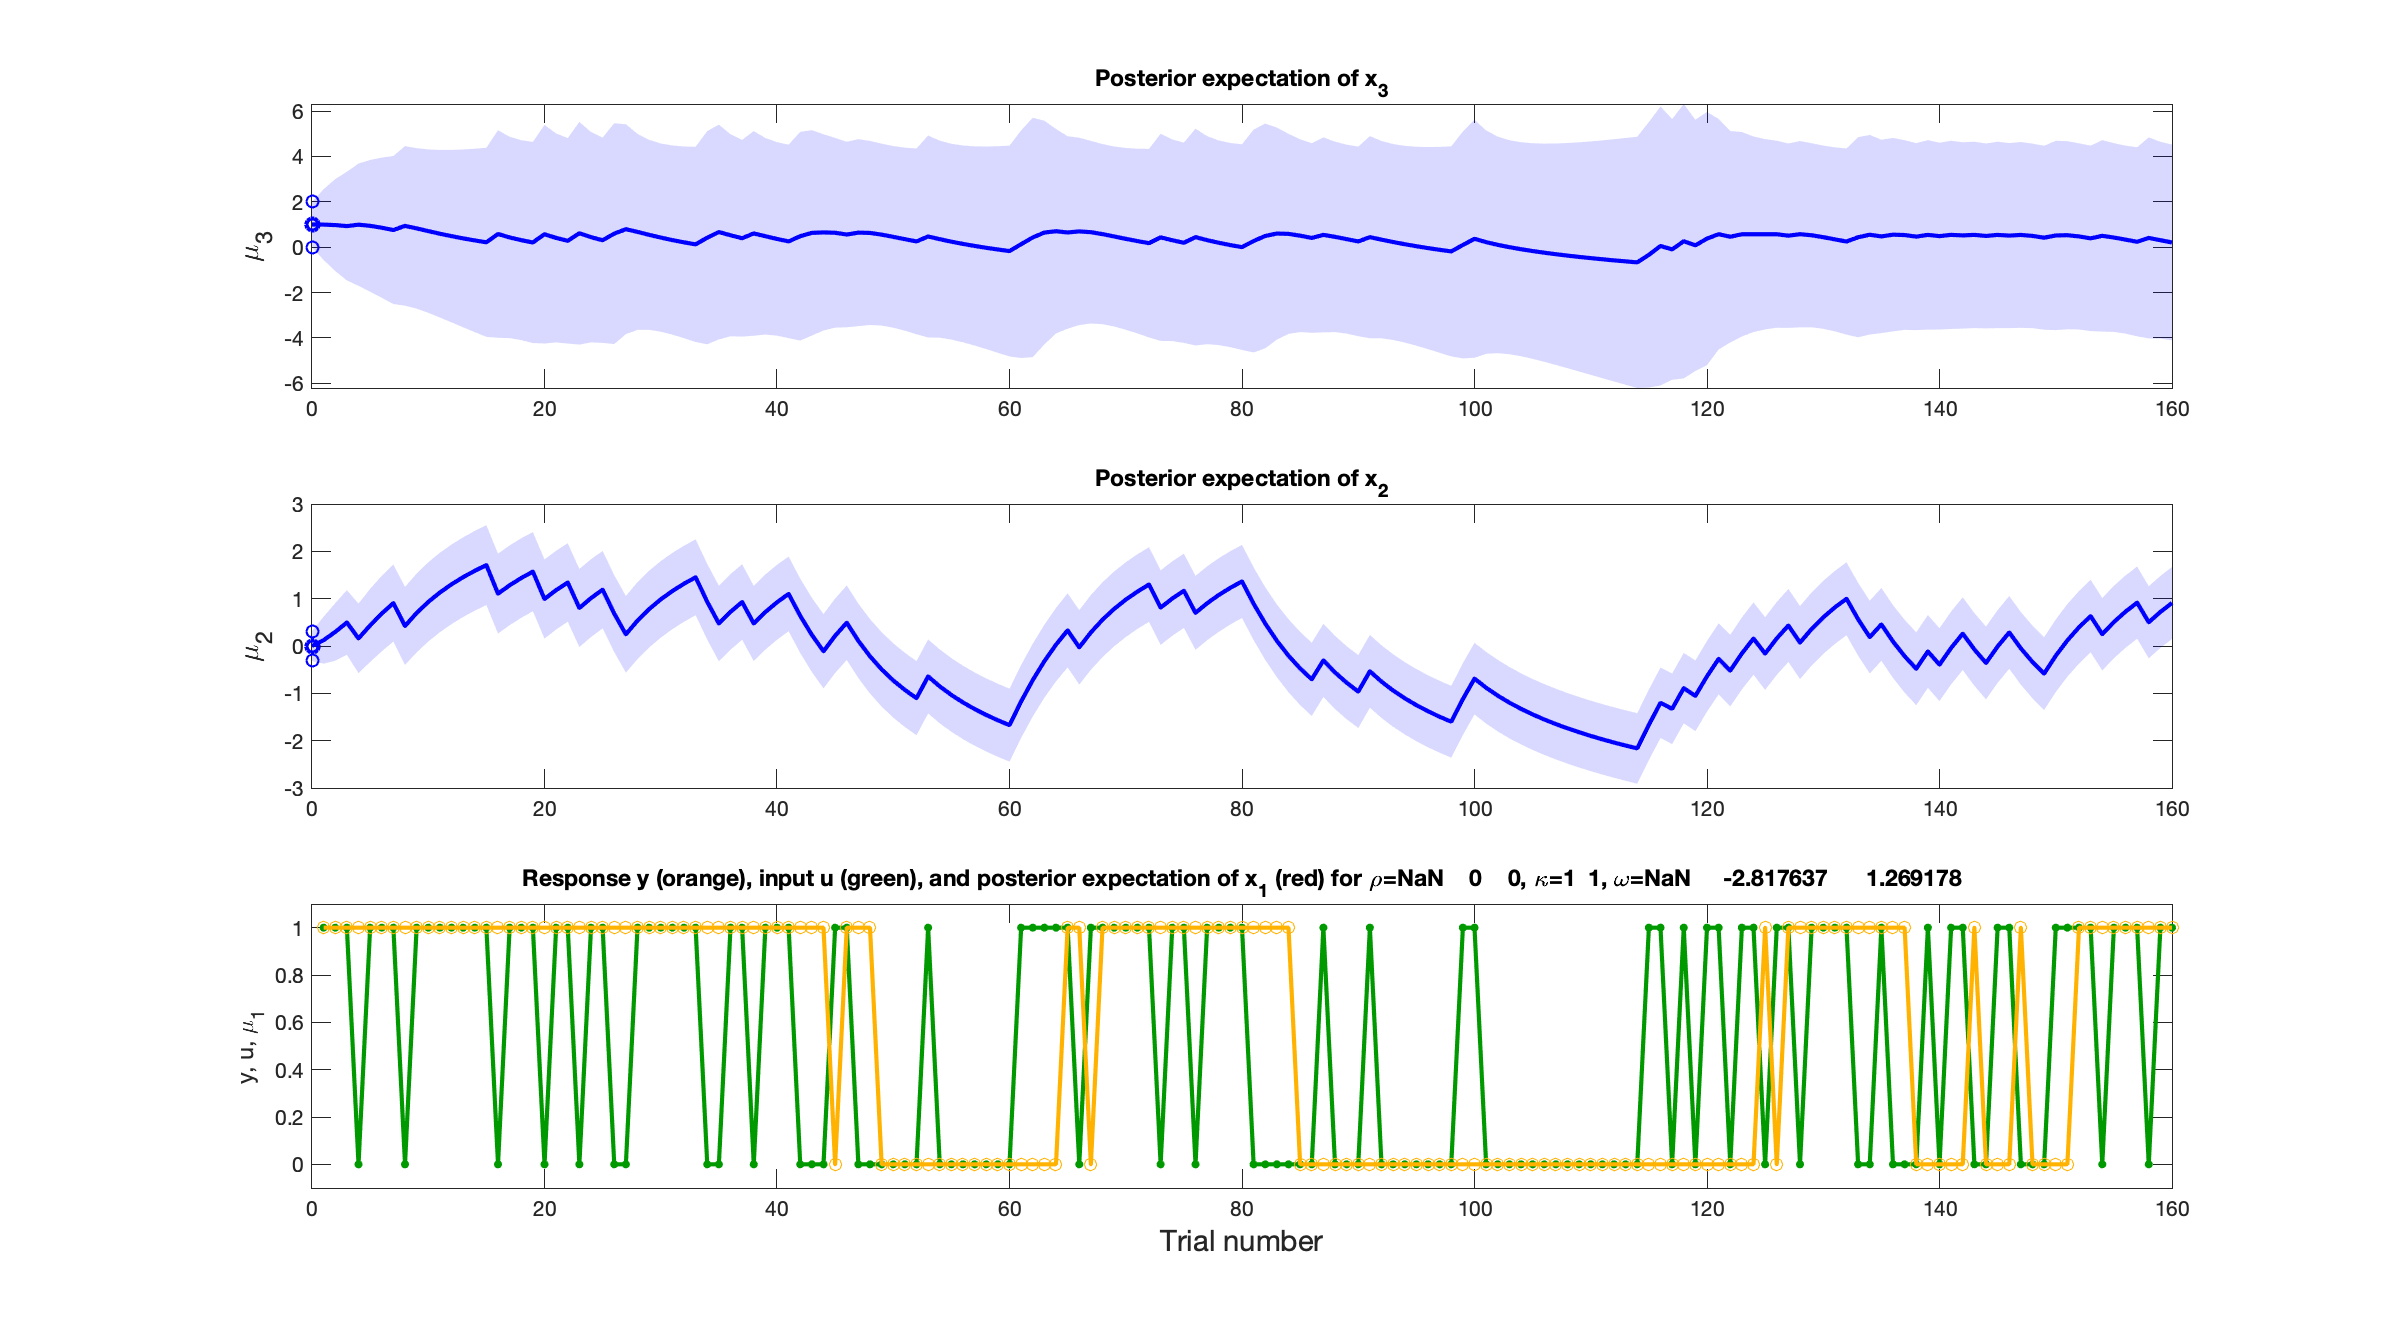 Posterior expectation of x3
μ3
6
4
2
0
-2
-4
-6
0 20 40 60 80 100 120 140 160
Posterior expectation of x2
μ2
3
2
1
0
-1
-2
-3
0 20 40 60 80 100 120 140 160
Response y (orange), input u (green), and posterior expectation of x1 (red) for ρ=NaN 0 0, κ=1 1, ω=NaN -2.817637 1.269178
y, u, μ1
1
0.8
0.6
0.4
0.2
0
0 20 40 60 80 100 120 140 160
Trial number